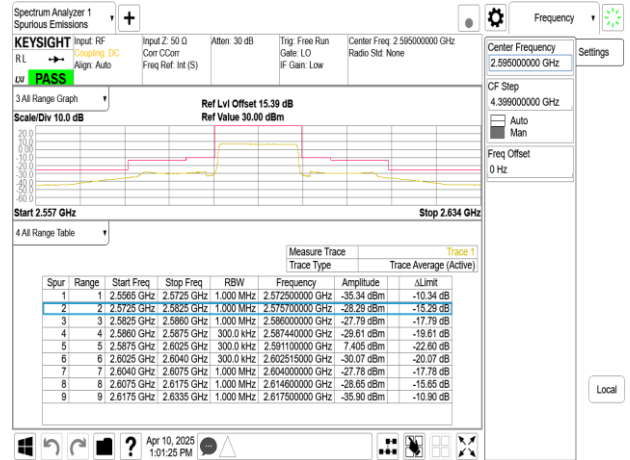 Spectrum Analyzer 1
Spurious Emissions
Frequency
KEYSIGHT
RL
LXI
PASS
Input: RF
Coupling: DC
Align: Auto
Input Z: 50 Ω
Corr CCorr
Freq Ref: Int (S)
Atten: 30 dB
Trig: Free Run
Gate: LO
IF Gain: Low
Center Freq: 2.595000000 GHz
Radio Std: None
Center Frequency
2.595000000 GHz
Settings
CF Step
4.399000000 GHz
Auto
Man
Freq Offset
0 Hz
3 All Range Graph
Scale/Div 10.0 dB
Ref Lvl Offset 15.39 dB
Ref Value 30.00 dBm
20.0
10.0
0.00
-10.0
-20.0
-30.0
-40.0
-50.0
-60.0
Start 2.557 GHz
Stop 2.634 GHz
4 All Range Table
Measure Trace Trace 1
Trace Type Trace Average (Active)
Spur Range Start Freq Stop Freq RBW Frequency Amplitude ΔLimit
1 1 2.5565 GHz 2.5725 GHz 1.000 MHz 2.572500000 GHz -35.34 dBm -10.34 dB
2 2 2.5725 GHz 2.5825 GHz 1.000 MHz 2.575700000 GHz -28.29 dBm -15.29 dB
3 3 2.5825 GHz 2.5860 GHz 1.000 MHz 2.586000000 GHz -27.79 dBm -17.79 dB
4 4 2.5860 GHz 2.5875 GHz 300.0 kHz 2.587440000 GHz -29.61 dBm -19.61 dB
5 5 2.5875 GHz 2.6025 GHz 300.0 kHz 2.591100000 GHz 7.405 dBm -22.60 dB
6 6 2.6025 GHz 2.6040 GHz 300.0 kHz 2.602515000 GHz -30.07 dBm -20.07 dB
7 7 2.6040 GHz 2.6075 GHz 1.000 MHz 2.604000000 GHz -27.78 dBm -17.78 dB
8 8 2.6075 GHz 2.6175 GHz 1.000 MHz 2.614600000 GHz -28.65 dBm -15.65 dB
9 9 2.6175 GHz 2.6335 GHz 1.000 MHz 2.617500000 GHz -35.90 dBm -10.90 dB
Local
?
Apr 10, 2025
1:01:25 PM